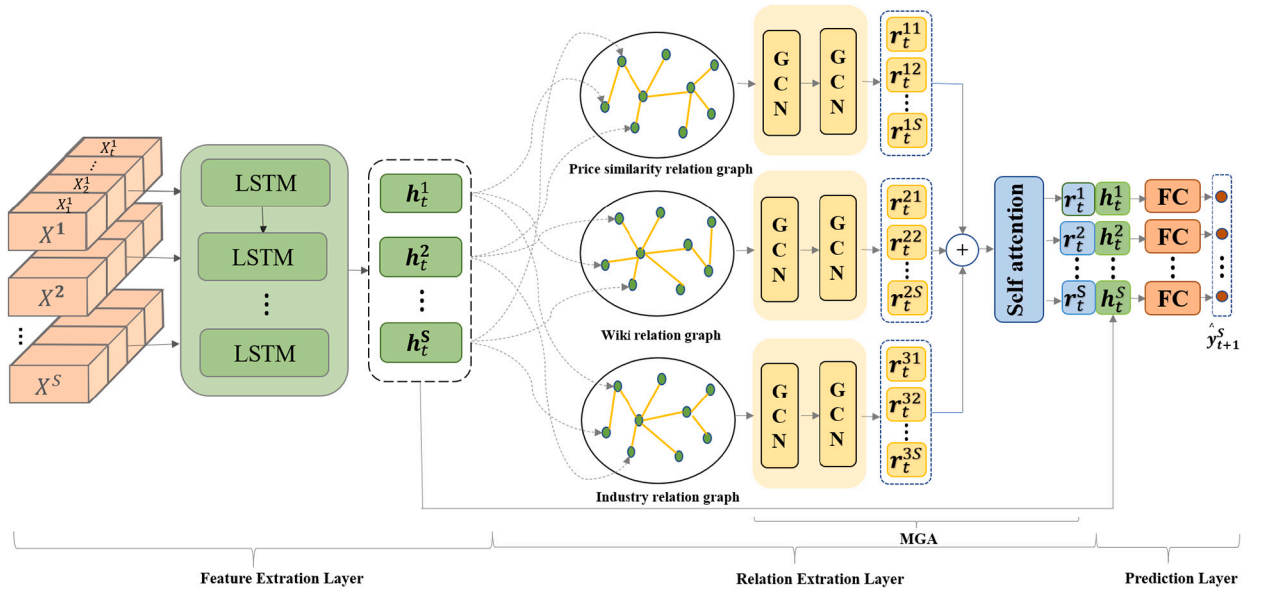 X_t^1
⋮
X_2^1
X_1^1
X^1
X^2
⋮
X^S
LSTM
LSTM
⋮
LSTM
h_t^1
h_t^2
⋮
h_t^S
Price similarity relation graph
Wiki relation graph
Industry relation graph
G
C
N
G
C
N
r_t^{11}
r_t^{12}
⋮
r_t^{1S}
G
C
N
G
C
N
r_t^{21}
r_t^{22}
⋮
r_t^{2S}
G
C
N
G
C
N
r_t^{31}
r_t^{32}
⋮
r_t^{3S}
+
Self attention
r_t^1 h_t^1 FC
r_t^2 h_t^2 FC
⋮ ⋮ ⋮ ⋮
r_t^S h_t^S FC
ŷ_{t+1}^S
MGA
Feature Extration Layer
Relation Extration Layer
Prediction Layer